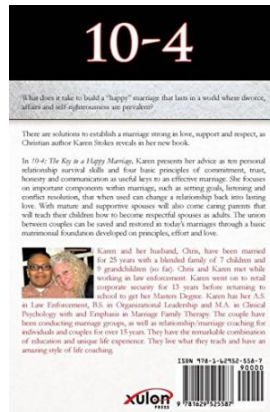 10-4
What does it take to build a "happy" marriage that lasts in a world where divorce,
affairs and self-righteousness are prevalent?
There are solutions to establish a marriage strong in love, support and respect, as
Christian author Karen Stokes reveals in her new book.
In 10-4: The Key to a Happy Marriage, Karen presents her advice as ten personal
relationship survival skills and four basic principles of commitment, trust,
honesty and communication as useful keys to an effective marriage. She focuses
on important components within marriage, such as setting goals, listening and
conflict resolution, that when used can change a relationship back into lasting
love. With mature and supportive spouses will also come caring parents that
will teach their children how to become respectful spouses as adults. The union
between couples can be saved and restored in today's marriages through a basic
matrimonial foundation developed on principles, effort and love.
Karen and her husband, Chris, have been married
for 25 years with a blended family of 7 children and
9 grandchildren (so far). Chris and Karen met while
working in law enforcement. Karen went on to retail
corporate security for 13 years before returning to
school to get her Masters Degree. Karen has her A.S.
in Law Enforcement, B.S. in Organizational Leadership and M.A. in Clinical
Psychology with and Emphasis in Marriage Family Therapy. The couple have
been conducting marriage groups, as well as relationship/marriage coaching for
individuals and couples for over 15 years. They have the remarkable combination
of education and unique life experience. They live what they teach and have an
amazing style of life coaching.
ISBN 978-1-62952-558-7
90000
xulon
PRESS
9 781629 525587